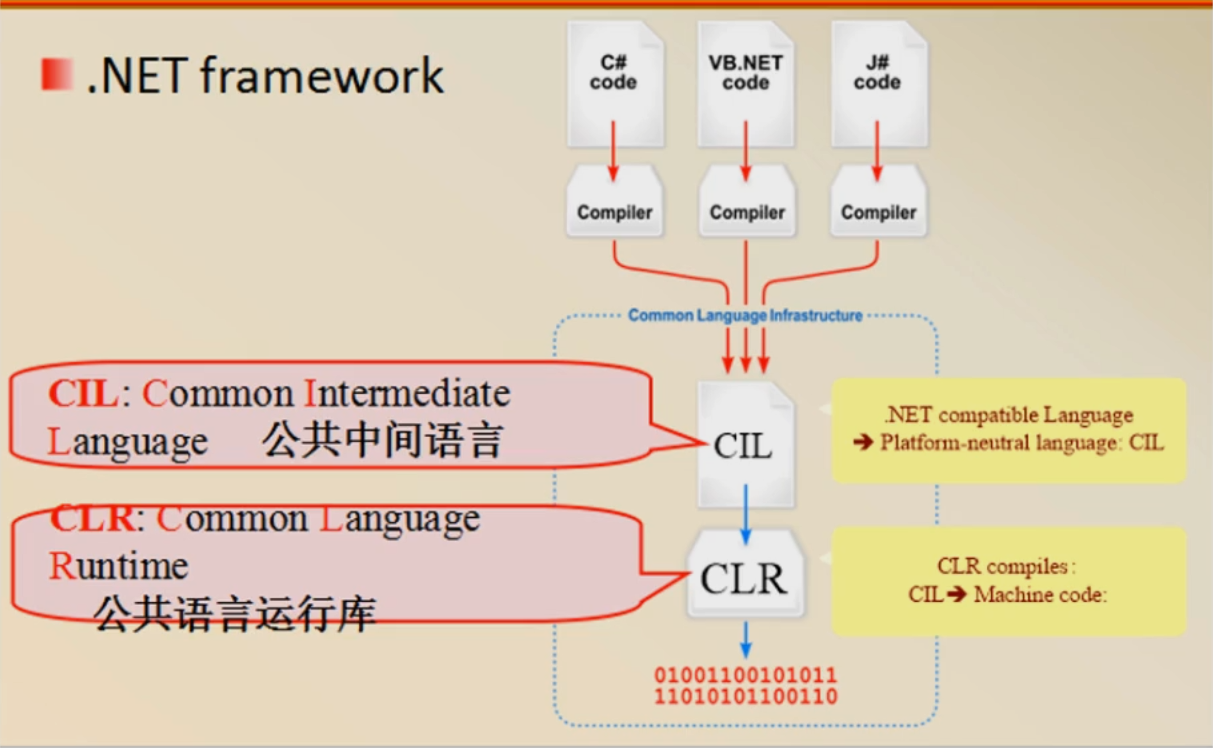 .NET framework
C#
code
VB.NET
code
J#
code
Compiler
Compiler
Compiler
Common Language Infrastructure
CIL: Common Intermediate
Language 公共中间语言
CIL
.NET compatible Language
➔ Platform-neutral language: CIL
CLR: Common Language
Runtime
公共语言运行库
CLR
CLR compiles:
CIL➔ Machine code:
01001100101011
11010101100110